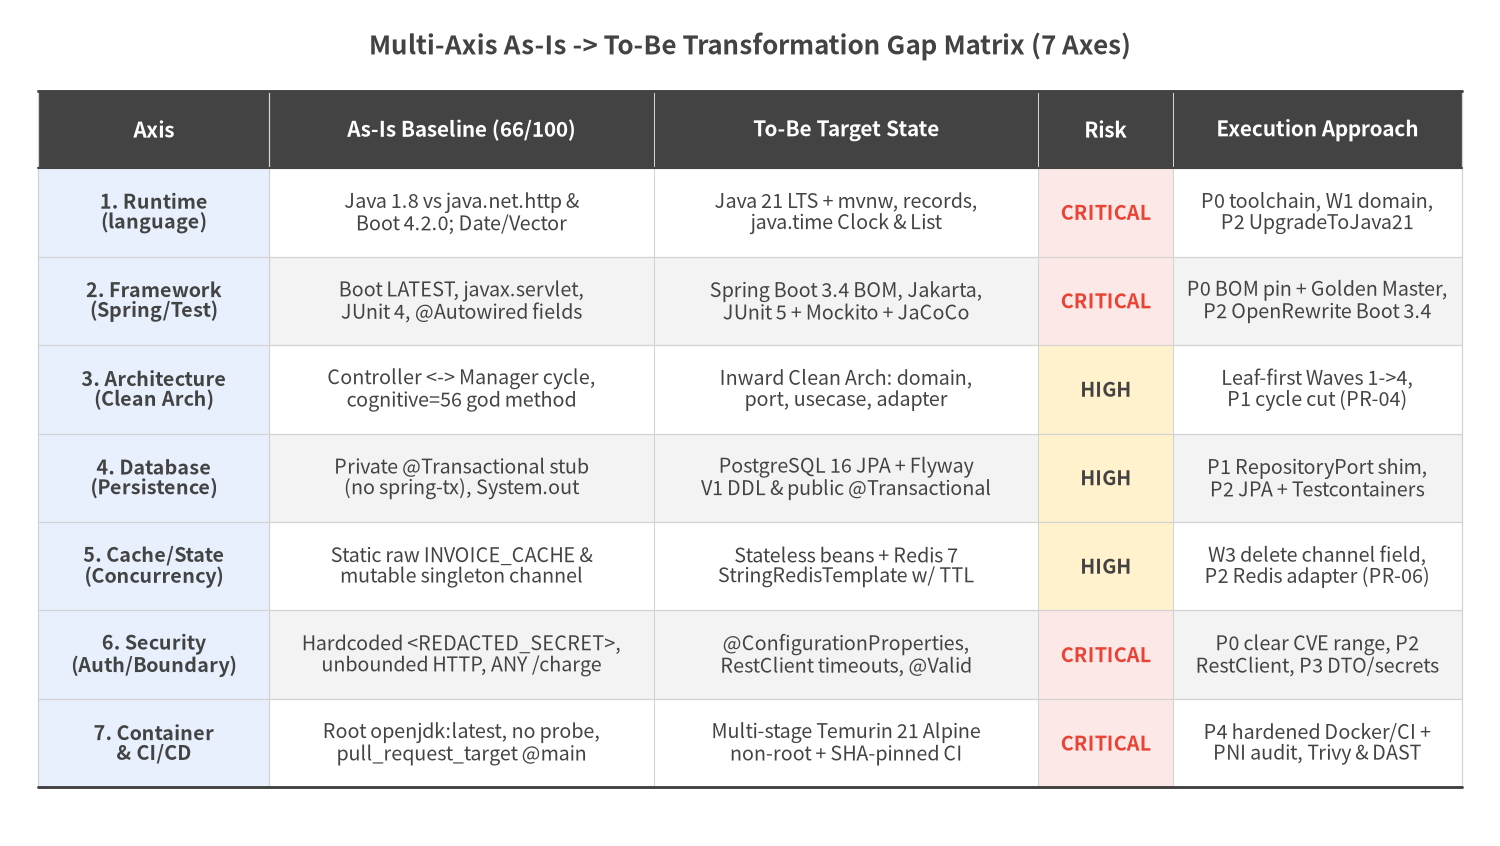 Multi-Axis As-Is -> To-Be Transformation Gap Matrix (7 Axes)
Axis
As-Is Baseline (66/100)
To-Be Target State
Risk
Execution Approach
1. Runtime
(language)
Java 1.8 vs java.net.http &
Boot 4.2.0; Date/Vector
Java 21 LTS + mvnw, records,
java.time Clock & List
CRITICAL
P0 toolchain, W1 domain,
P2 UpgradeToJava21
2. Framework
(Spring/Test)
Boot LATEST, javax.servlet,
JUnit 4, @Autowired fields
Spring Boot 3.4 BOM, Jakarta,
JUnit 5 + Mockito + JaCoCo
CRITICAL
P0 BOM pin + Golden Master,
P2 OpenRewrite Boot 3.4
3. Architecture
(Clean Arch)
Controller <-> Manager cycle,
cognitive=56 god method
Inward Clean Arch: domain,
port, usecase, adapter
HIGH
Leaf-first Waves 1->4,
P1 cycle cut (PR-04)
4. Database
(Persistence)
Private @Transactional stub
(no spring-tx), System.out
PostgreSQL 16 JPA + Flyway
V1 DDL & public @Transactional
HIGH
P1 RepositoryPort shim,
P2 JPA + Testcontainers
5. Cache/State
(Concurrency)
Static raw INVOICE_CACHE &
mutable singleton channel
Stateless beans + Redis 7
StringRedisTemplate w/ TTL
HIGH
W3 delete channel field,
P2 Redis adapter (PR-06)
6. Security
(Auth/Boundary)
Hardcoded <REDACTED_SECRET>,
unbounded HTTP, ANY /charge
@ConfigurationProperties,
RestClient timeouts, @Valid
CRITICAL
P0 clear CVE range, P2
RestClient, P3 DTO/secrets
7. Container
& CI/CD
Root openjdk:latest, no probe,
pull_request_target @main
Multi-stage Temurin 21 Alpine
non-root + SHA-pinned CI
CRITICAL
P4 hardened Docker/CI +
PNI audit, Trivy & DAST